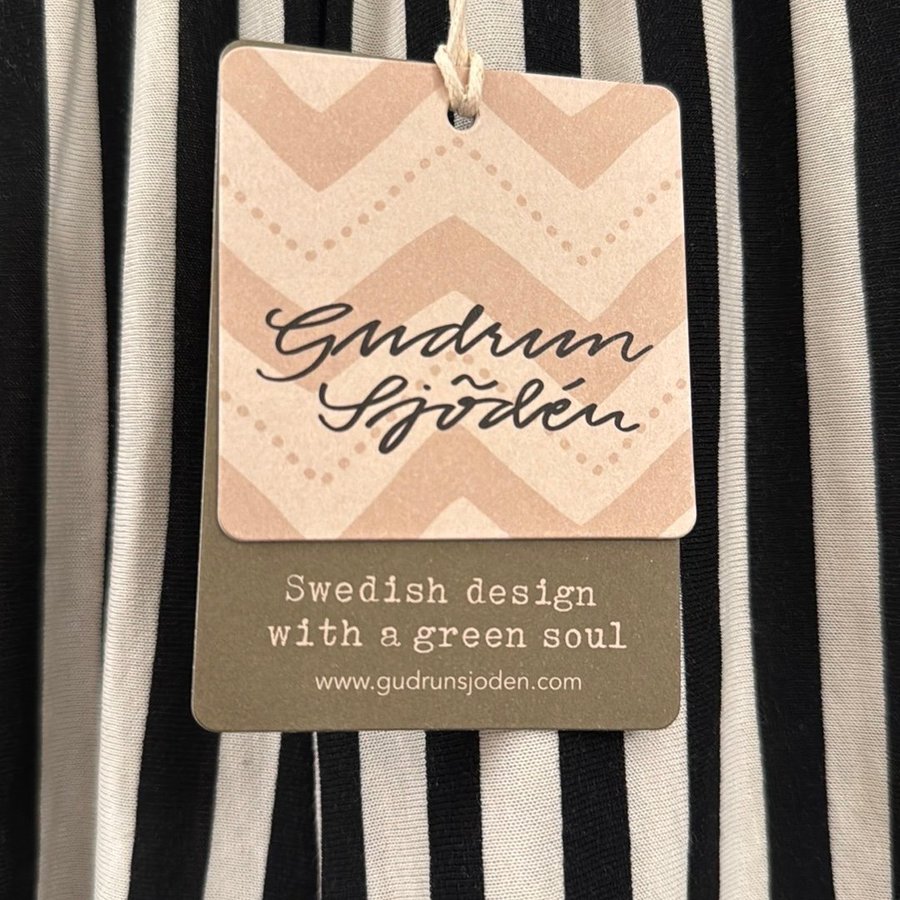 Gudrun
Sjödén
Swedish design
with a green soul
www.gudrunsjoden.com